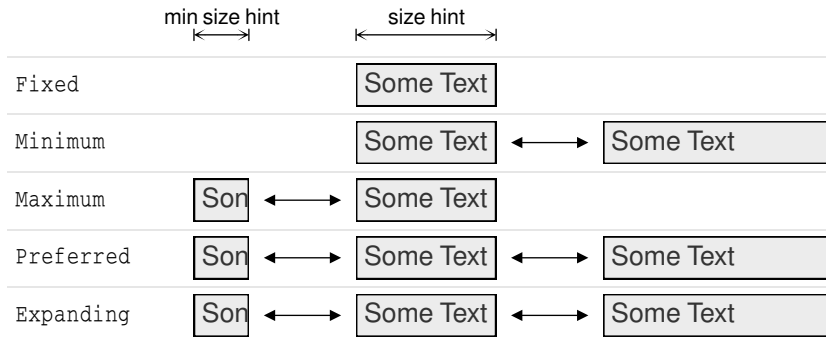 min size hint size hint
Fixed Some Text
Minimum Some Text Some Text
Maximum Son Some Text
Preferred Son Some Text Some Text
Expanding Son Some Text Some Text